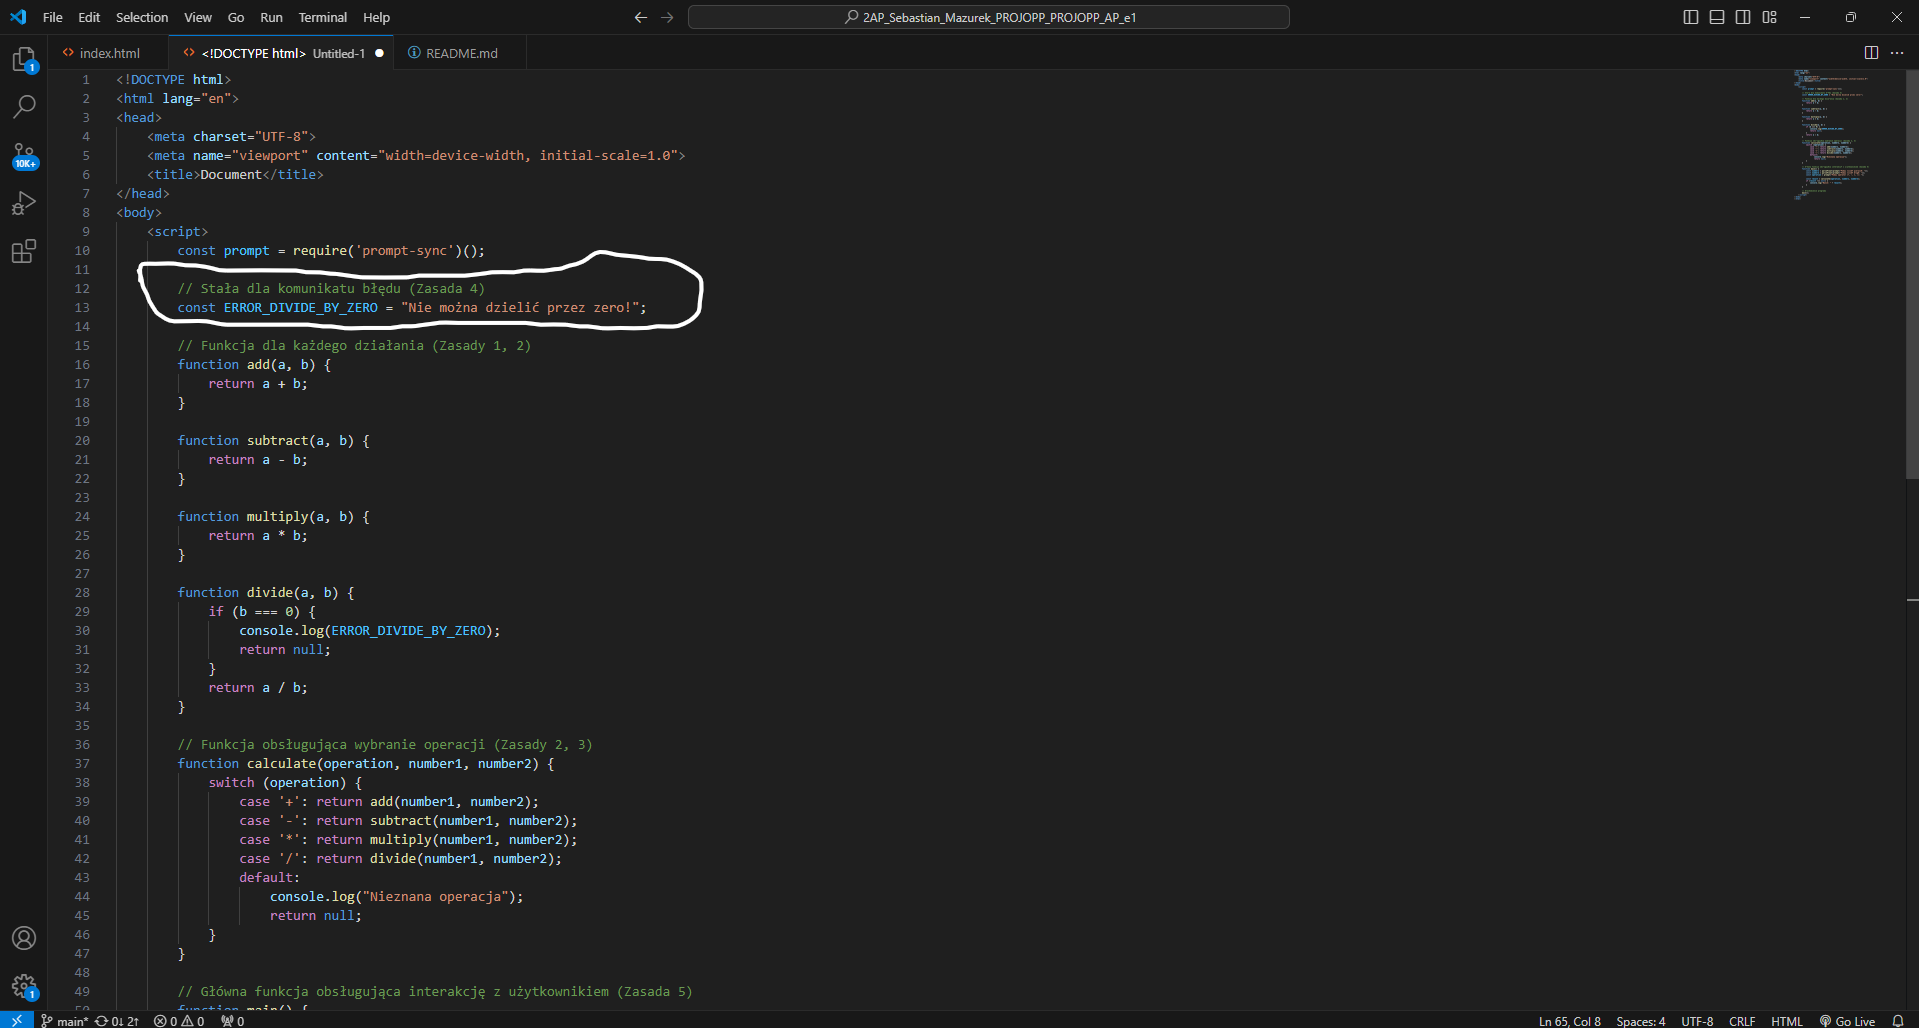 File Edit Selection View Go Run Terminal Help
2AP_Sebastian_Mazurek_PROJOPP_PROJOPP_AP_e1
index.html
<!DOCTYPE html> Untitled-1
README.md
1
10K+
1
1 <!DOCTYPE html>
2 <html lang="en">
3 <head>
4 <meta charset="UTF-8">
5 <meta name="viewport" content="width=device-width, initial-scale=1.0">
6 <title>Document</title>
7 </head>
8 <body>
9 <script>
10 const prompt = require('prompt-sync')();
11
12 // Stała dla komunikatu błędu (Zasada 4)
13 const ERROR_DIVIDE_BY_ZERO = "Nie można dzielić przez zero!";
14
15 // Funkcja dla każdego działania (Zasady 1, 2)
16 function add(a, b) {
17 return a + b;
18 }
19
20 function subtract(a, b) {
21 return a - b;
22 }
23
24 function multiply(a, b) {
25 return a * b;
26 }
27
28 function divide(a, b) {
29 if (b === 0) {
30 console.log(ERROR_DIVIDE_BY_ZERO);
31 return null;
32 }
33 return a / b;
34 }
35
36 // Funkcja obsługująca wybranie operacji (Zasady 2, 3)
37 function calculate(operation, number1, number2) {
38 switch (operation) {
39 case '+': return add(number1, number2);
40 case '-': return subtract(number1, number2);
41 case '*': return multiply(number1, number2);
42 case '/': return divide(number1, number2);
43 default:
44 console.log("Nieznana operacja");
45 return null;
46 }
47 }
48
49 // Główna funkcja obsługująca interakcję z użytkownikiem (Zasada 5)
50 function main() {
main* 0↓ 2↑ 0 0 0
Ln 65, Col 8 Spaces: 4 UTF-8 CRLF HTML Go Live